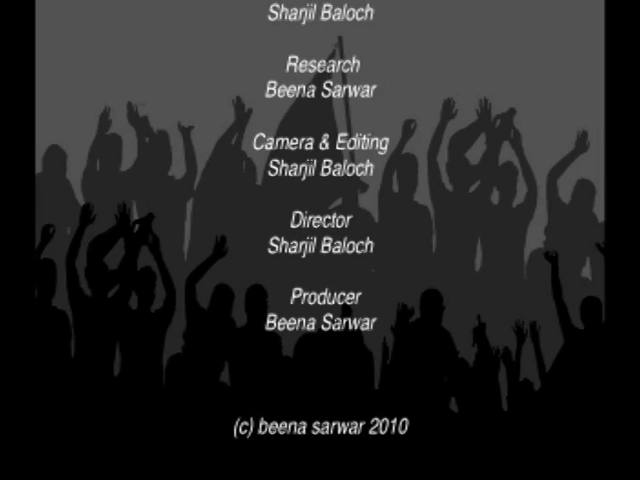 Sharjil Baloch
Research
Beena Sarwar
Camera & Editing
Sharjil Baloch
Director
Sharjil Baloch
Producer
Beena Sarwar
(c) beena sarwar 2010